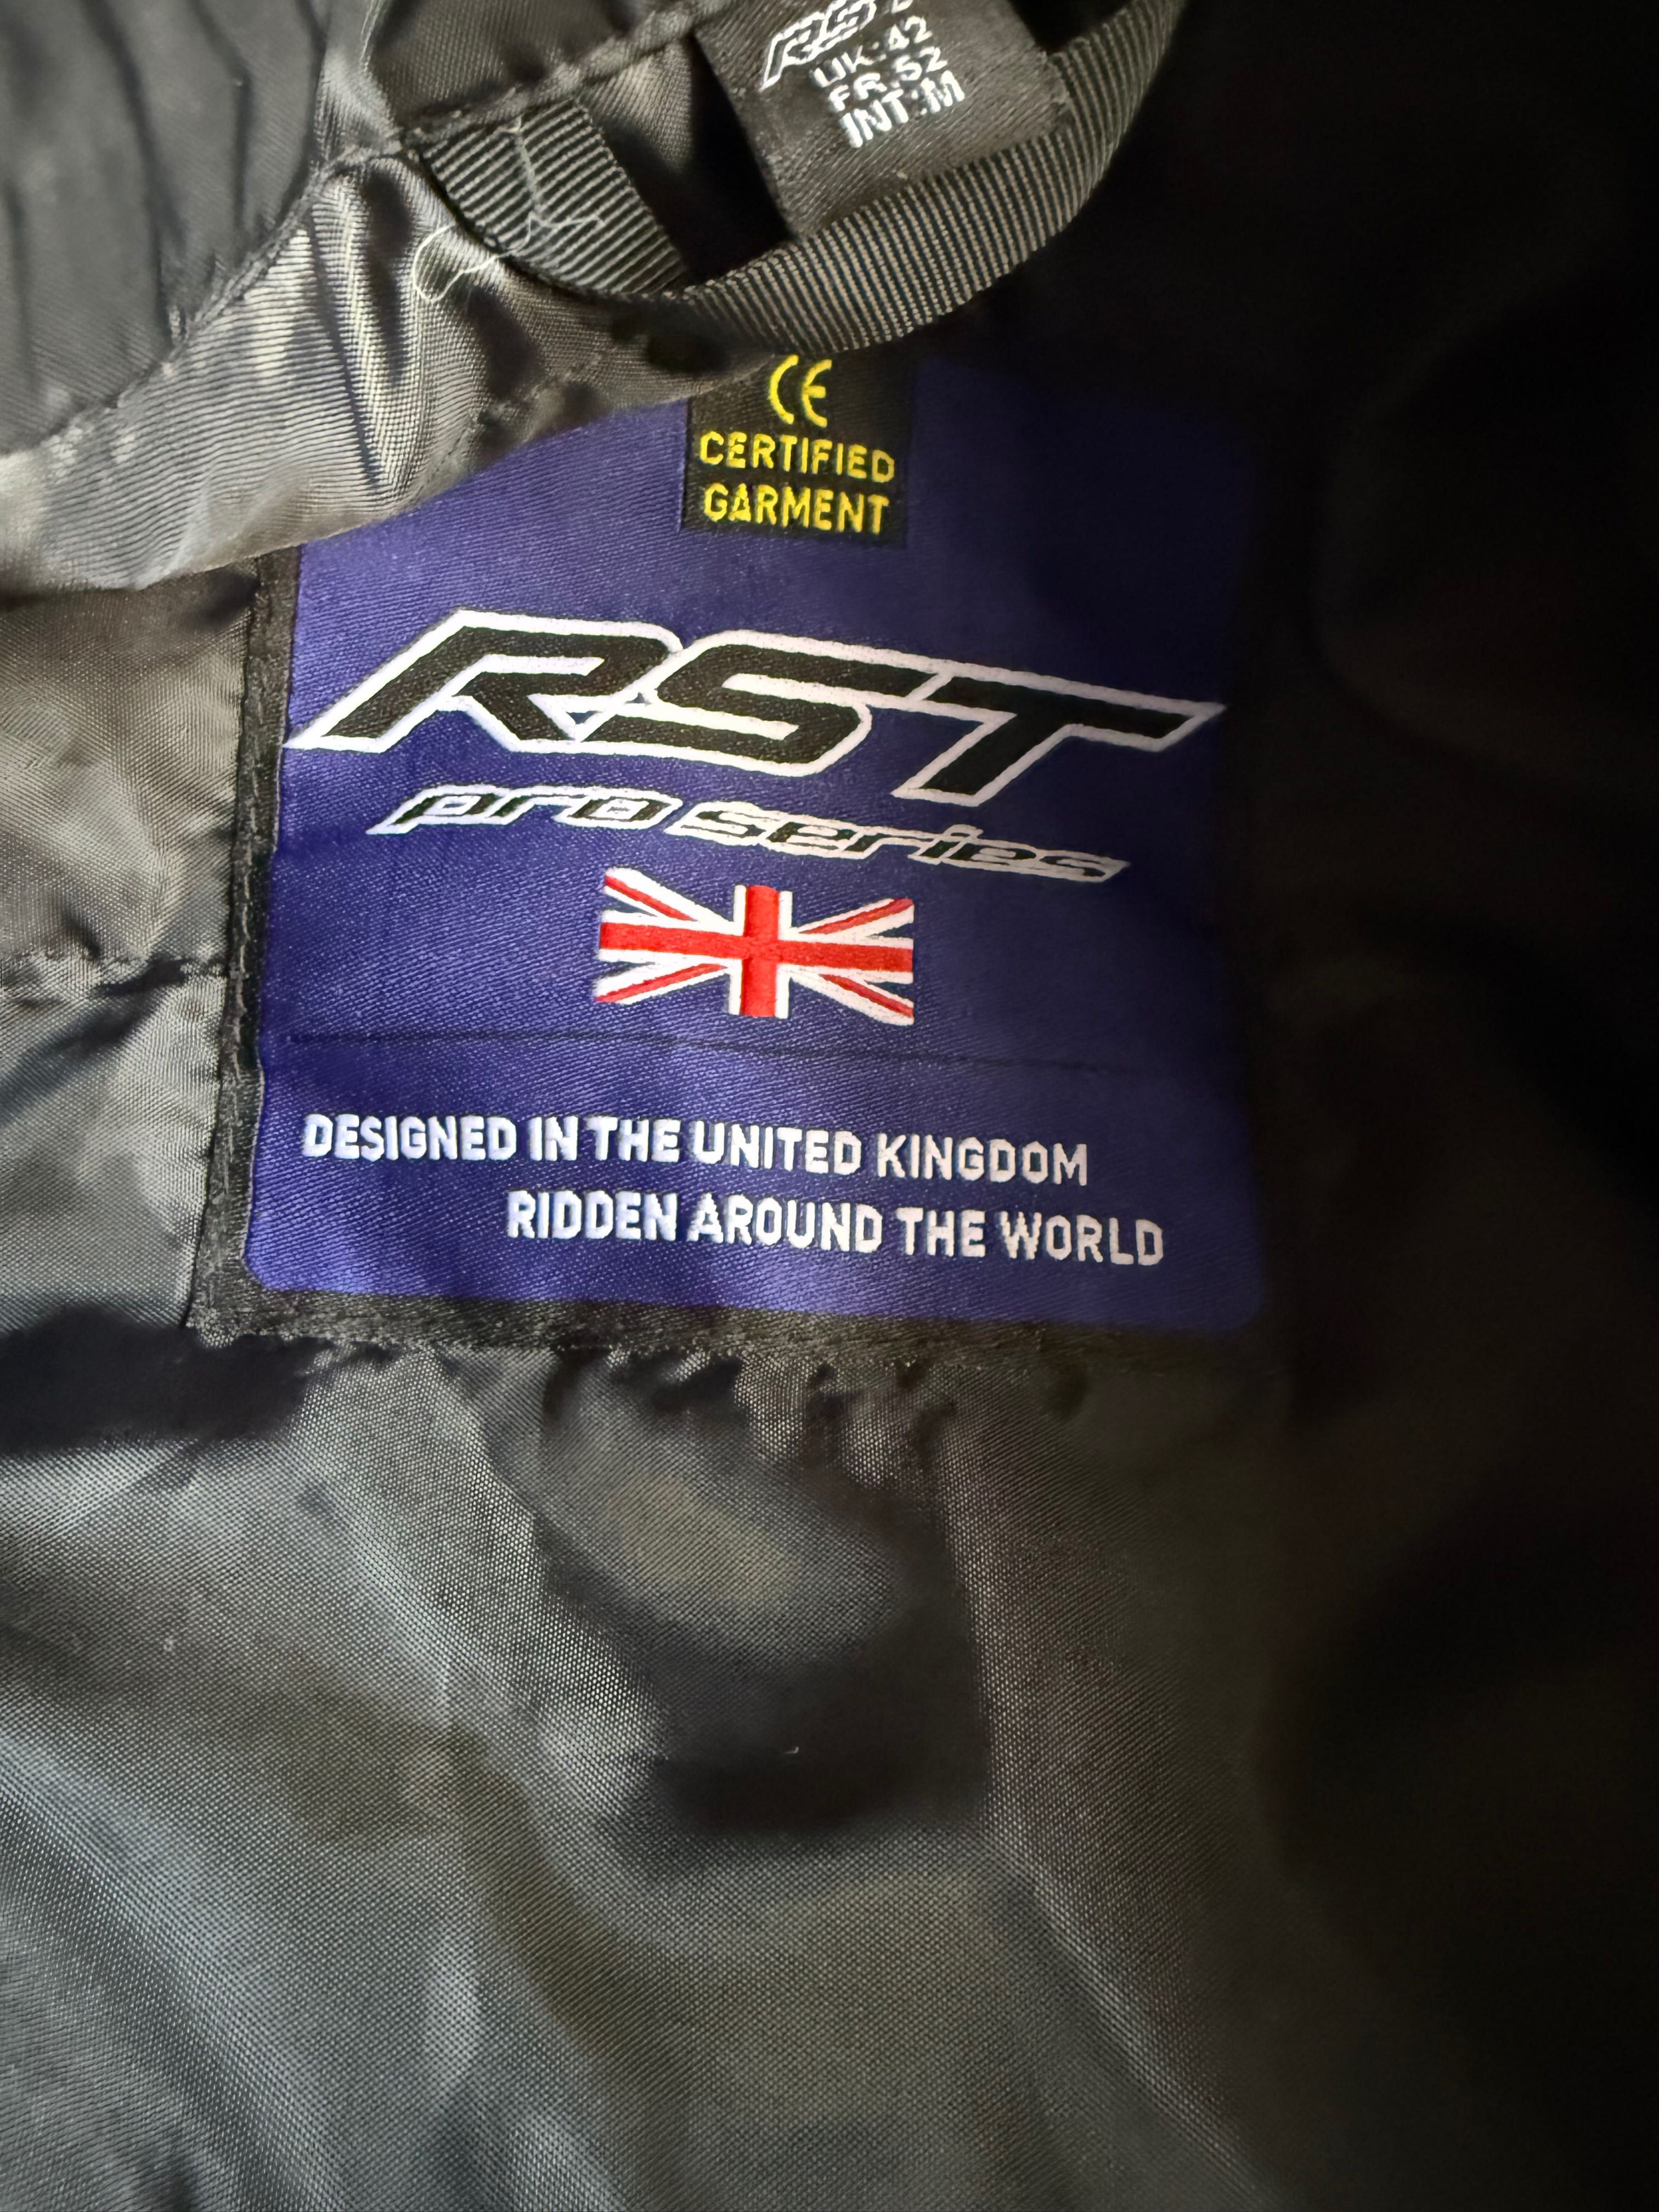 RST
UK:42
FR:52
INT:M
CE
CERTIFIED
GARMENT
RST
pro series
DESIGNED IN THE UNITED KINGDOM
RIDDEN AROUND THE WORLD